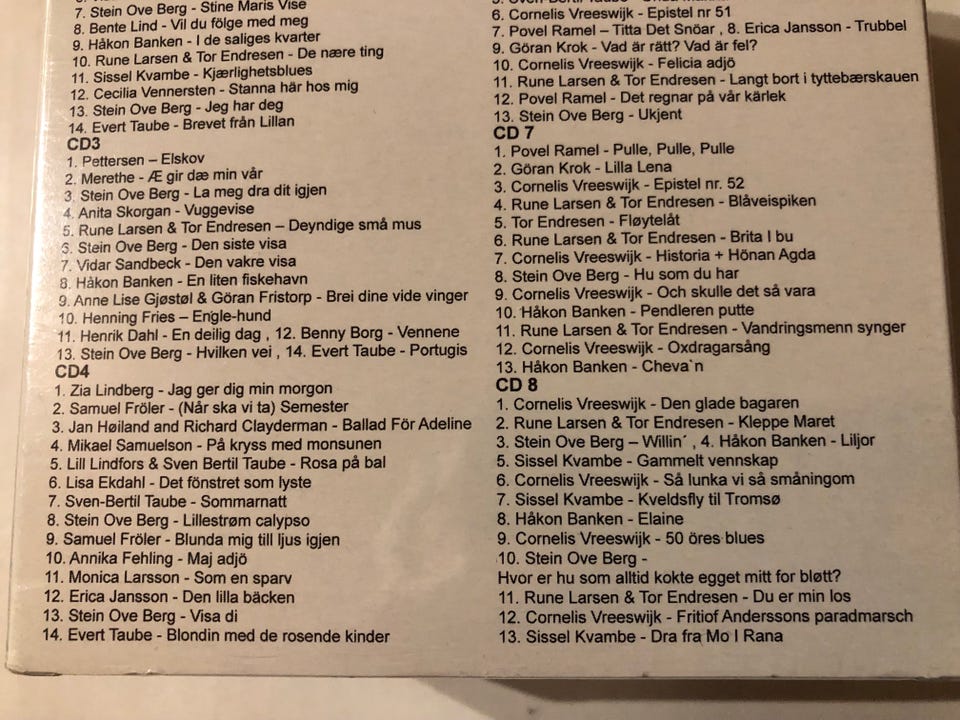 7. Stein Ove Berg - Stine Maris Vise
8. Bente Lind - Vil du fölge med meg
9. Håkon Banken - I de saliges kvarter
10. Rune Larsen & Tor Endresen - De nære ting
11. Sissel Kvambe - Kjærlighetsblues
12. Cecilia Vennersten - Stanna här hos mig
13. Stein Ove Berg - Jeg har deg
14. Evert Taube - Brevet från Lillan
CD3
1. Pettersen – Elskov
2. Merethe - Æ gir dæ min vår
3. Stein Ove Berg - La meg dra dit igjen
4. Anita Skorgan - Vuggevise
5. Rune Larsen & Tor Endresen – Deyndige små mus
6. Stein Ove Berg - Den siste visa
7. Vidar Sandbeck - Den vakre visa
8. Håkon Banken - En liten fiskehavn
9. Anne Lise Gjøstøl & Göran Fristorp - Brei dine vide vinger
10. Henning Fries – Engle-hund
11. Henrik Dahl - En deilig dag , 12. Benny Borg - Vennene
13. Stein Ove Berg - Hvilken vei , 14. Evert Taube - Portugis
CD4
1. Zia Lindberg - Jag ger dig min morgon
2. Samuel Fröler - (Når ska vi ta) Semester
3. Jan Høiland and Richard Clayderman - Ballad För Adeline
4. Mikael Samuelson - På kryss med monsunen
5. Lill Lindfors & Sven Bertil Taube - Rosa på bal
6. Lisa Ekdahl - Det fönstret som lyste
7. Sven-Bertil Taube - Sommarnatt
8. Stein Ove Berg - Lillestrøm calypso
9. Samuel Fröler - Blunda mig till ljus igjen
10. Annika Fehling - Maj adjö
11. Monica Larsson - Som en sparv
12. Erica Jansson - Den lilla bäcken
13. Stein Ove Berg - Visa di
14. Evert Taube - Blondin med de rosende kinder
6. Cornelis Vreeswijk - Epistel nr 51
7. Povel Ramel – Titta Det Snöar , 8. Erica Jansson - Trubbel
9. Göran Krok - Vad är rätt? Vad är fel?
10. Cornelis Vreeswijk - Felicia adjö
11. Rune Larsen & Tor Endresen - Langt bort i tyttebærskauen
12. Povel Ramel - Det regnar på vår kärlek
13. Stein Ove Berg - Ukjent
CD 7
1. Povel Ramel - Pulle, Pulle, Pulle
2. Göran Krok - Lilla Lena
3. Cornelis Vreeswijk - Epistel nr. 52
4. Rune Larsen & Tor Endresen - Blåveispiken
5. Tor Endresen - Fløytelåt
6. Rune Larsen & Tor Endresen - Brita I bu
7. Cornelis Vreeswijk - Historia + Hönan Agda
8. Stein Ove Berg - Hu som du har
9. Cornelis Vreeswijk - Och skulle det så vara
10. Håkon Banken - Pendleren putte
11. Rune Larsen & Tor Endresen - Vandringsmenn synger
12. Cornelis Vreeswijk - Oxdragarsång
13. Håkon Banken - Cheva`n
CD 8
1. Cornelis Vreeswijk - Den glade bagaren
2. Rune Larsen & Tor Endresen - Kleppe Maret
3. Stein Ove Berg – Willin´ , 4. Håkon Banken - Liljor
5. Sissel Kvambe - Gammelt vennskap
6. Cornelis Vreeswijk - Så lunka vi så småningom
7. Sissel Kvambe - Kveldsfly til Tromsø
8. Håkon Banken - Elaine
9. Cornelis Vreeswijk - 50 öres blues
10. Stein Ove Berg -
Hvor er hu som alltid kokte egget mitt for bløtt?
11. Rune Larsen & Tor Endresen - Du er min los
12. Cornelis Vreeswijk - Fritiof Anderssons paradmarsch
13. Sissel Kvambe - Dra fra Mo I Rana